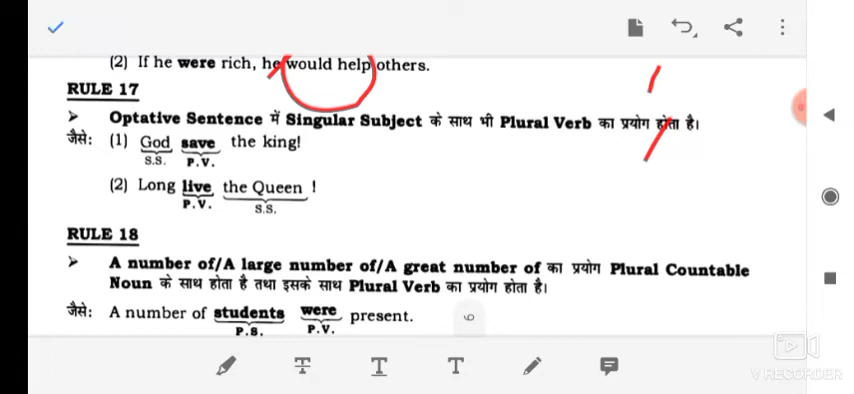 (2) If he were rich, he would help others.
RULE 17
➤ Optative Sentence में Singular Subject के साथ भी Plural Verb का प्रयोग होता है।
जैसे: (1) God save the king!
S.S. P.V.
(2) Long live the Queen !
P.V. S.S.
RULE 18
➤ A number of/A large number of/A great number of का प्रयोग Plural Countable
Noun के साथ होता है तथा इसके साथ Plural Verb का प्रयोग होता है।
जैसे: A number of students were present.
P.S. P.V.
T T T
V RECORDER